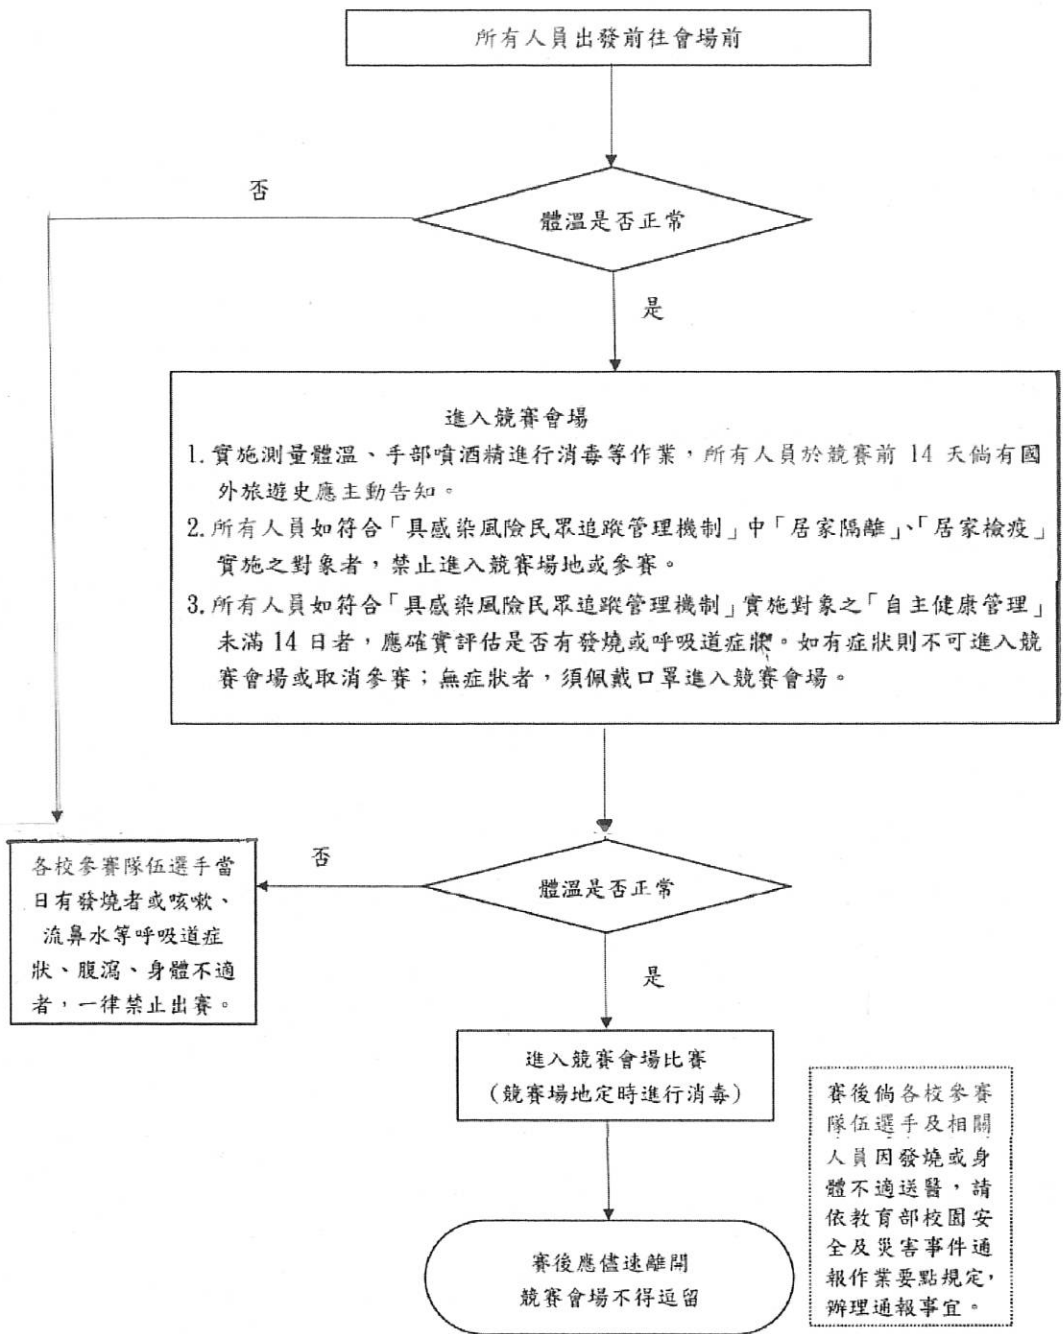 所有人員出發前往會場前
否
體溫是否正常
是
進入競賽會場
1.實施測量體溫、手部噴酒精進行消毒等作業，所有人員於競賽前 14 天倘有國
外旅遊史應主動告知。
2.所有人員如符合「具感染風險民眾追蹤管理機制」中「居家隔離」、「居家檢疫」
實施之對象者，禁止進入競賽場地或參賽。
3.所有人員如符合「具感染風險民眾追蹤管理機制」實施對象之「自主健康管理」
未滿 14 日者，應確實評估是否有發燒或呼吸道症狀。如有症狀則不可進入競
賽會場或取消參賽；無症狀者，須佩戴口罩進入競賽會場。
各校參賽隊伍選手當
日有發燒者或咳嗽、
流鼻水等呼吸道症
狀、腹瀉、身體不適
者，一律禁止出賽。
否
體溫是否正常
是
進入競賽會場比賽
(競賽場地定時進行消毒)
賽後倘各校參賽
隊伍選手及相關
人員因發燒或身
體不適送醫，請
依教育部校園安
全及災害事件通
報作業要點規定，
辦理通報事宜。
賽後應儘速離開
競賽會場不得逗留